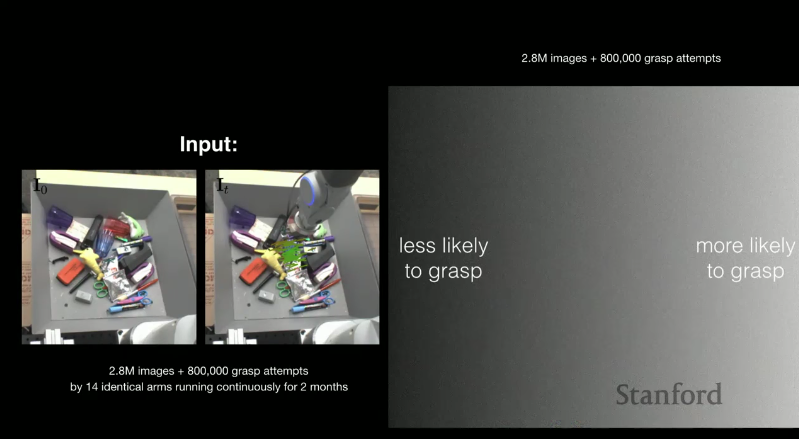 2.8M images + 800,000 grasp attempts
Input:
I0
It
less likely
to grasp
more likely
to grasp
2.8M images + 800,000 grasp attempts
by 14 identical arms running continuously for 2 months
Stanford